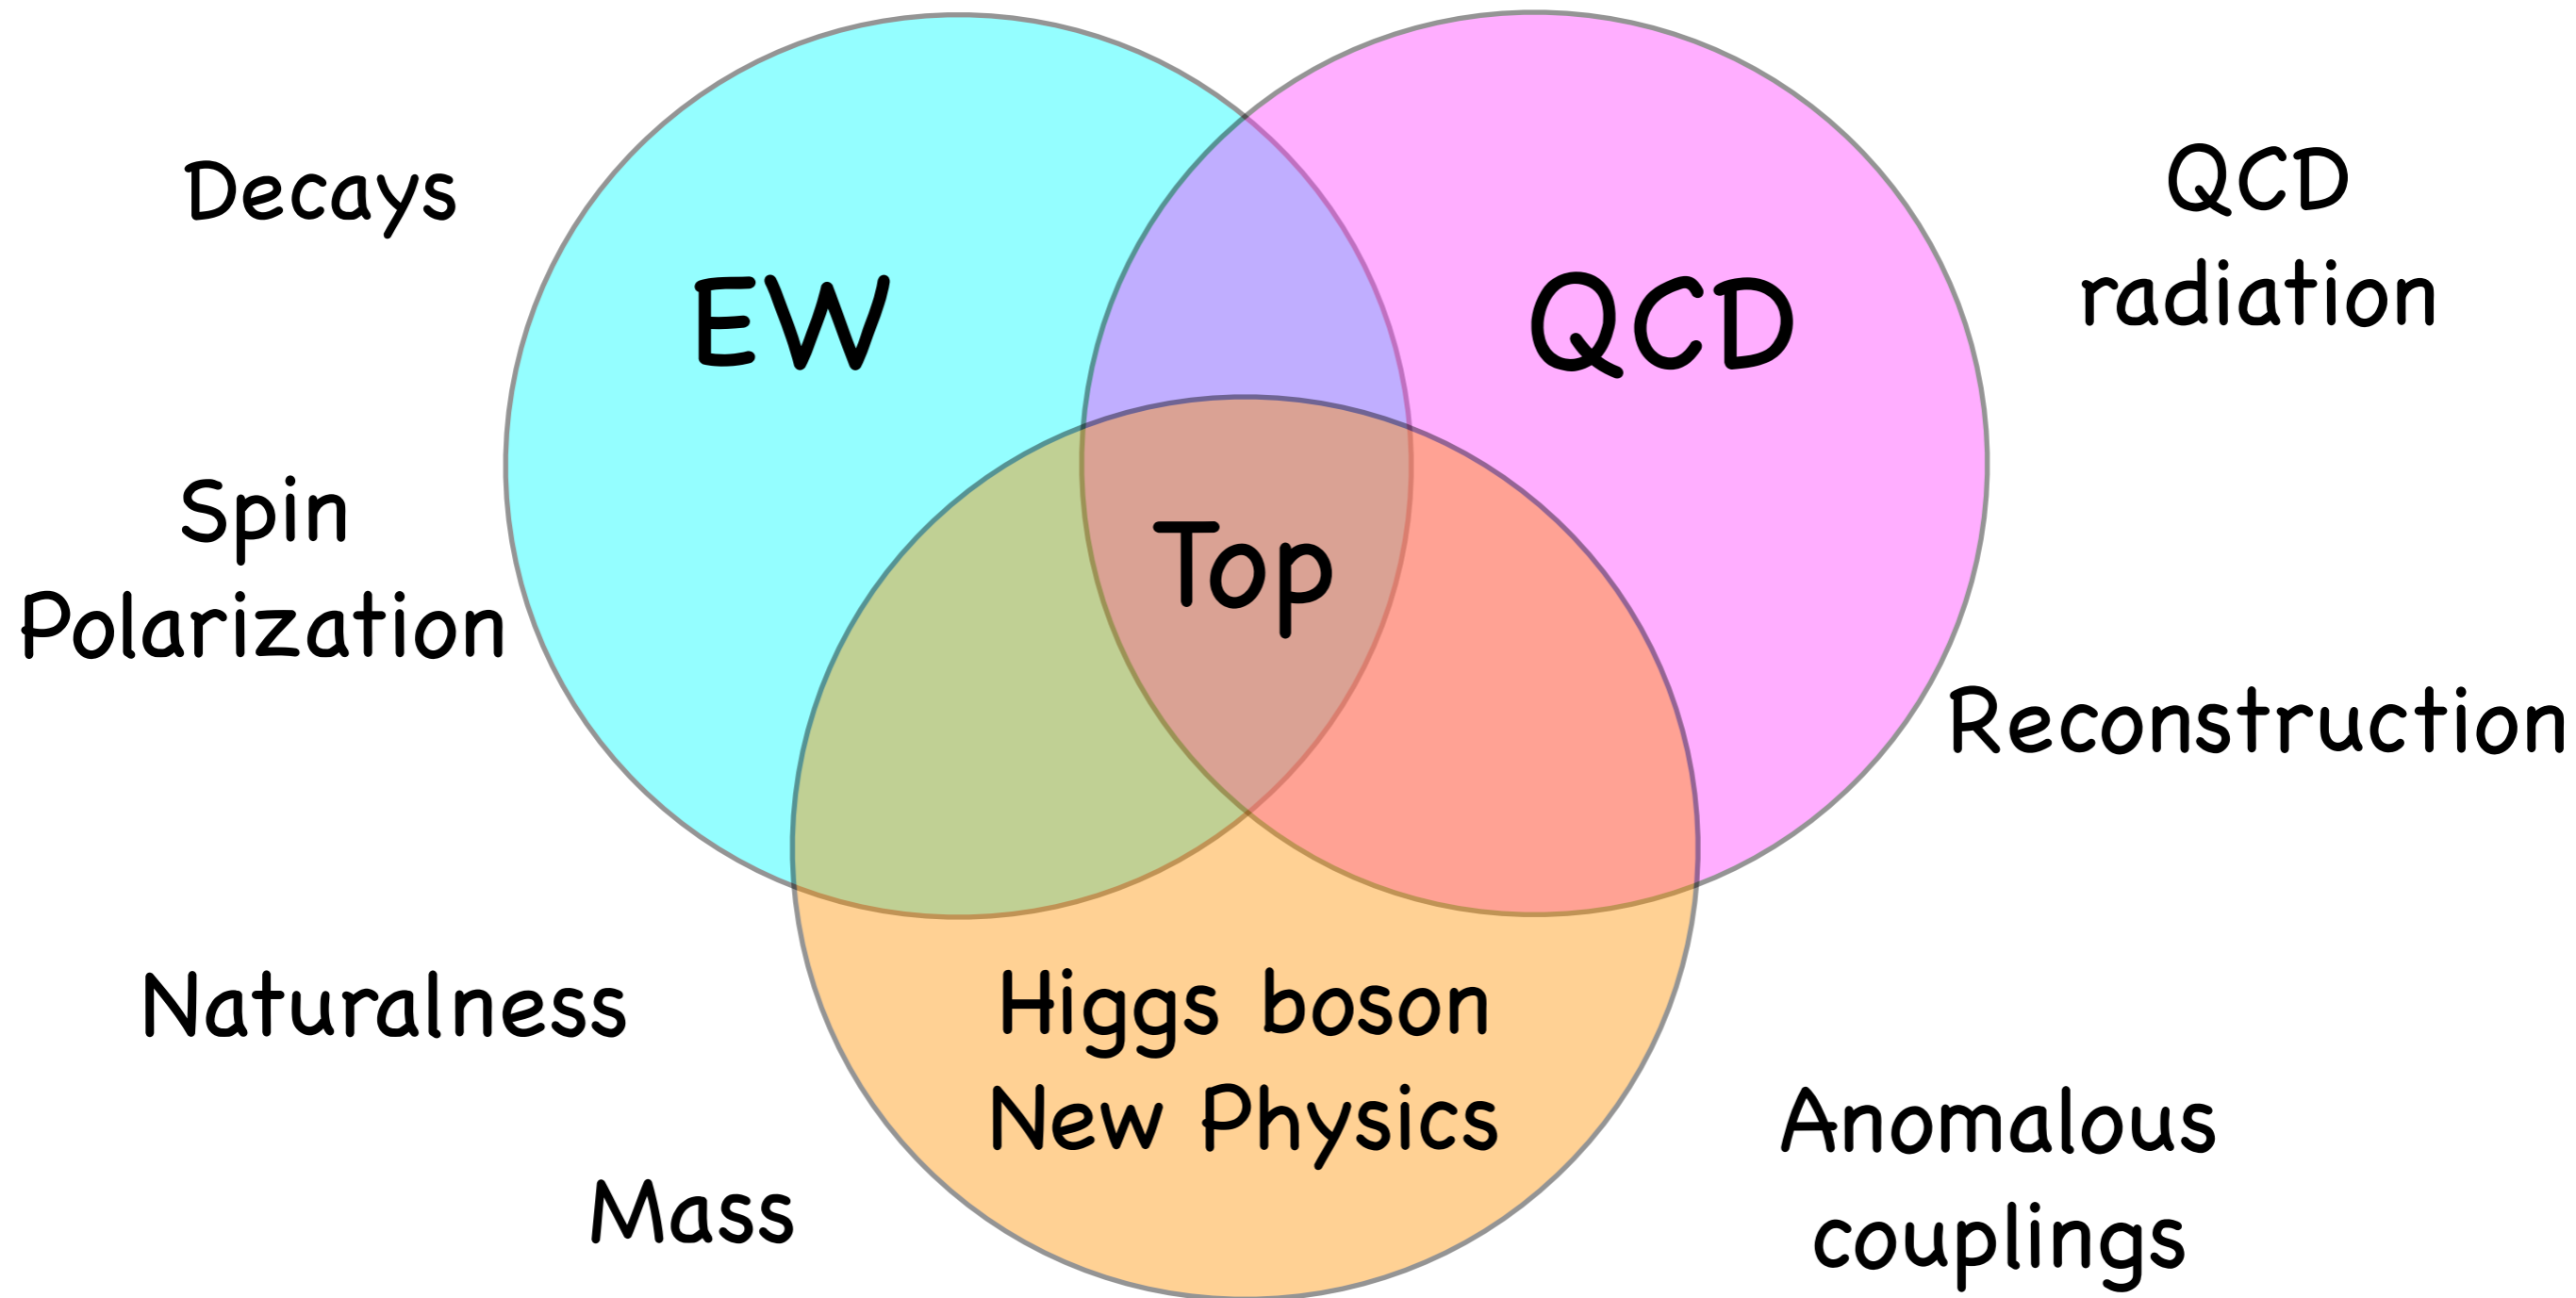 Decays
EW
QCD
QCD
radiation
Spin
Polarization
Top
Reconstruction
Naturalness
Higgs boson
New Physics
Mass
Anomalous
couplings